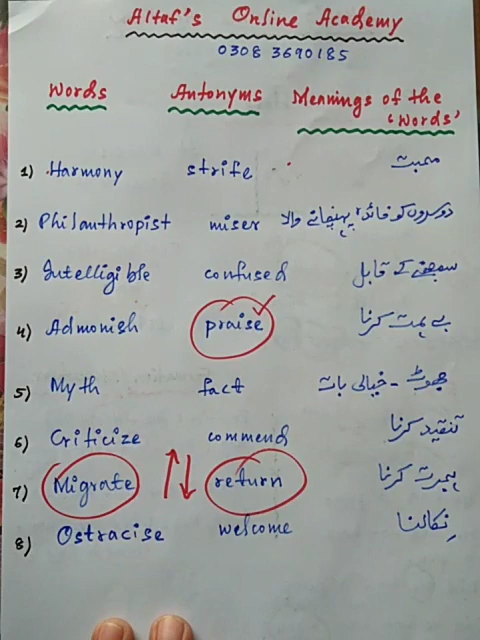 Altaf's Online Academy
0308 3690185
Words Antonyms Meanings of the
'Words'
1) Harmony strife محبت
2) Philanthropist miser دوسروں کو فائدہ پہنچانے والا
3) Intelligible confused سمجھنے کے قابل
4) Admonish praise بے ہمت کرنا
5) Myth fact جھوٹ - خیالی بات
6) Criticize commend تنقید کرنا
7) Migrate return ہجرت کرنا
8) Ostracise welcome نِکالنا